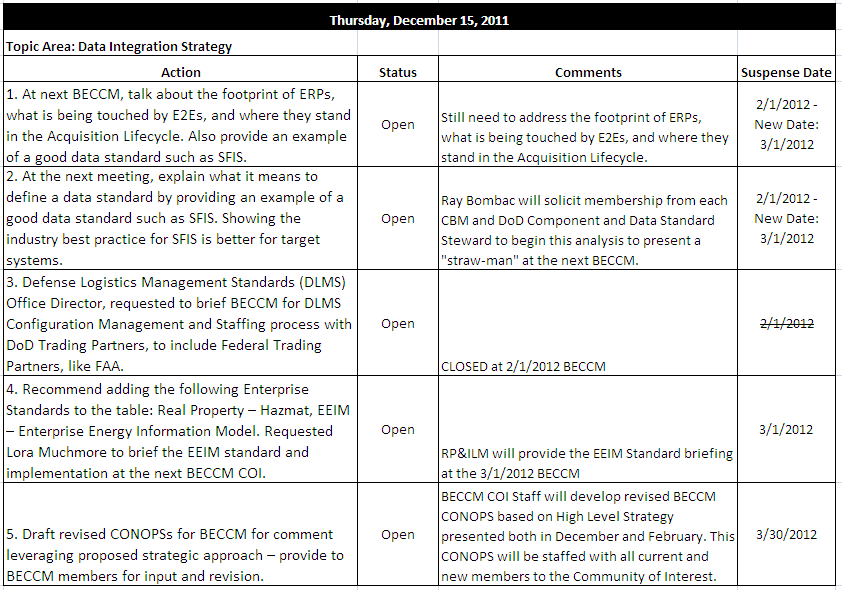 Thursday, December 15, 2011
Topic Area: Data Integration Strategy
Action
Status
Comments
Suspense Date
1. At next BECCM, talk about the footprint of ERPs,
what is being touched by E2Es, and where they stand
in the Acquisition Lifecycle. Also provide an example
of a good data standard such as SFIS.
Open
Still need to address the footprint of ERPs,
what is being touched by E2Es, and where they
stand in the Acquisition Lifecycle.
2/1/2012 -
New Date:
3/1/2012
2. At the next meeting, explain what it means to
define a data standard by providing an example of a
good data standard such as SFIS. Showing the
industry best practice for SFIS is better for target
systems.
Open
Ray Bombac will solicit membership from each
CBM and DoD Component and Data Standard
Steward to begin this analysis to present a
"straw-man" at the next BECCM.
2/1/2012 -
New Date:
3/1/2012
3. Defense Logistics Management Standards (DLMS)
Office Director, requested to brief BECCM for DLMS
Configuration Management and Staffing process with
DoD Trading Partners, to include Federal Trading
Partners, like FAA.
Open
CLOSED at 2/1/2012 BECCM
2/1/2012
4. Recommend adding the following Enterprise
Standards to the table: Real Property – Hazmat, EEIM
– Enterprise Energy Information Model. Requested
Lora Muchmore to brief the EEIM standard and
implementation at the next BECCM COI.
Open
RP&ILM will provide the EEIM Standard briefing
at the 3/1/2012 BECCM
3/1/2012
5. Draft revised CONOPSs for BECCM for comment
leveraging proposed strategic approach – provide to
BECCM members for input and revision.
Open
BECCM COI Staff will develop revised BECCM
CONOPS based on High Level Strategy
presented both in December and February. This
CONOPS will be staffed with all current and
new members to the Community of Interest.
3/30/2012